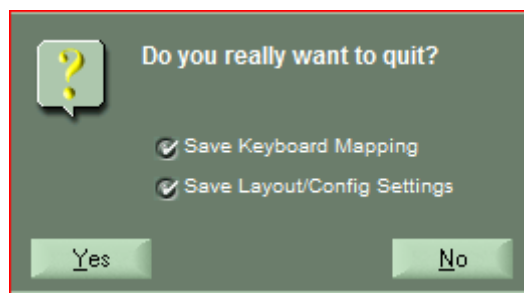 Do you really want to quit?
Save Keyboard Mapping
Save Layout/Config Settings
Yes
No